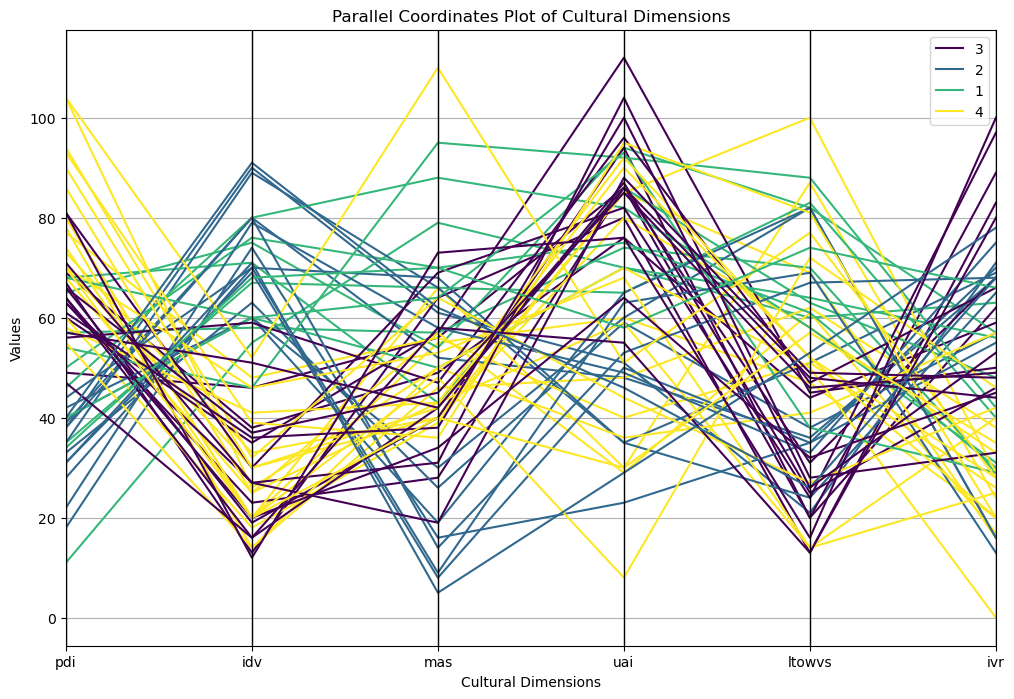 Parallel Coordinates Plot of Cultural Dimensions
3
2
1
4
Values
100
80
60
40
20
0
pdi
idv
mas
uai
ltowvs
ivr
Cultural Dimensions